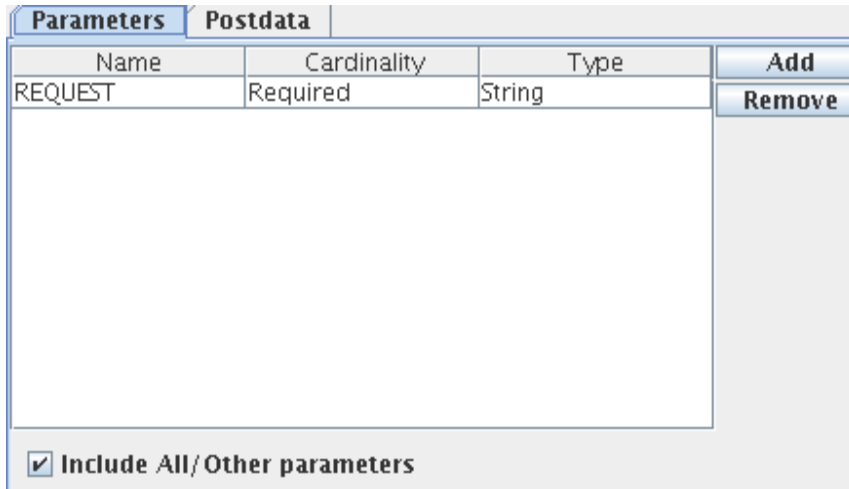 Parameters Postdata
Name Cardinality Type Add
REQUEST Required String Remove
Include All/Other parameters